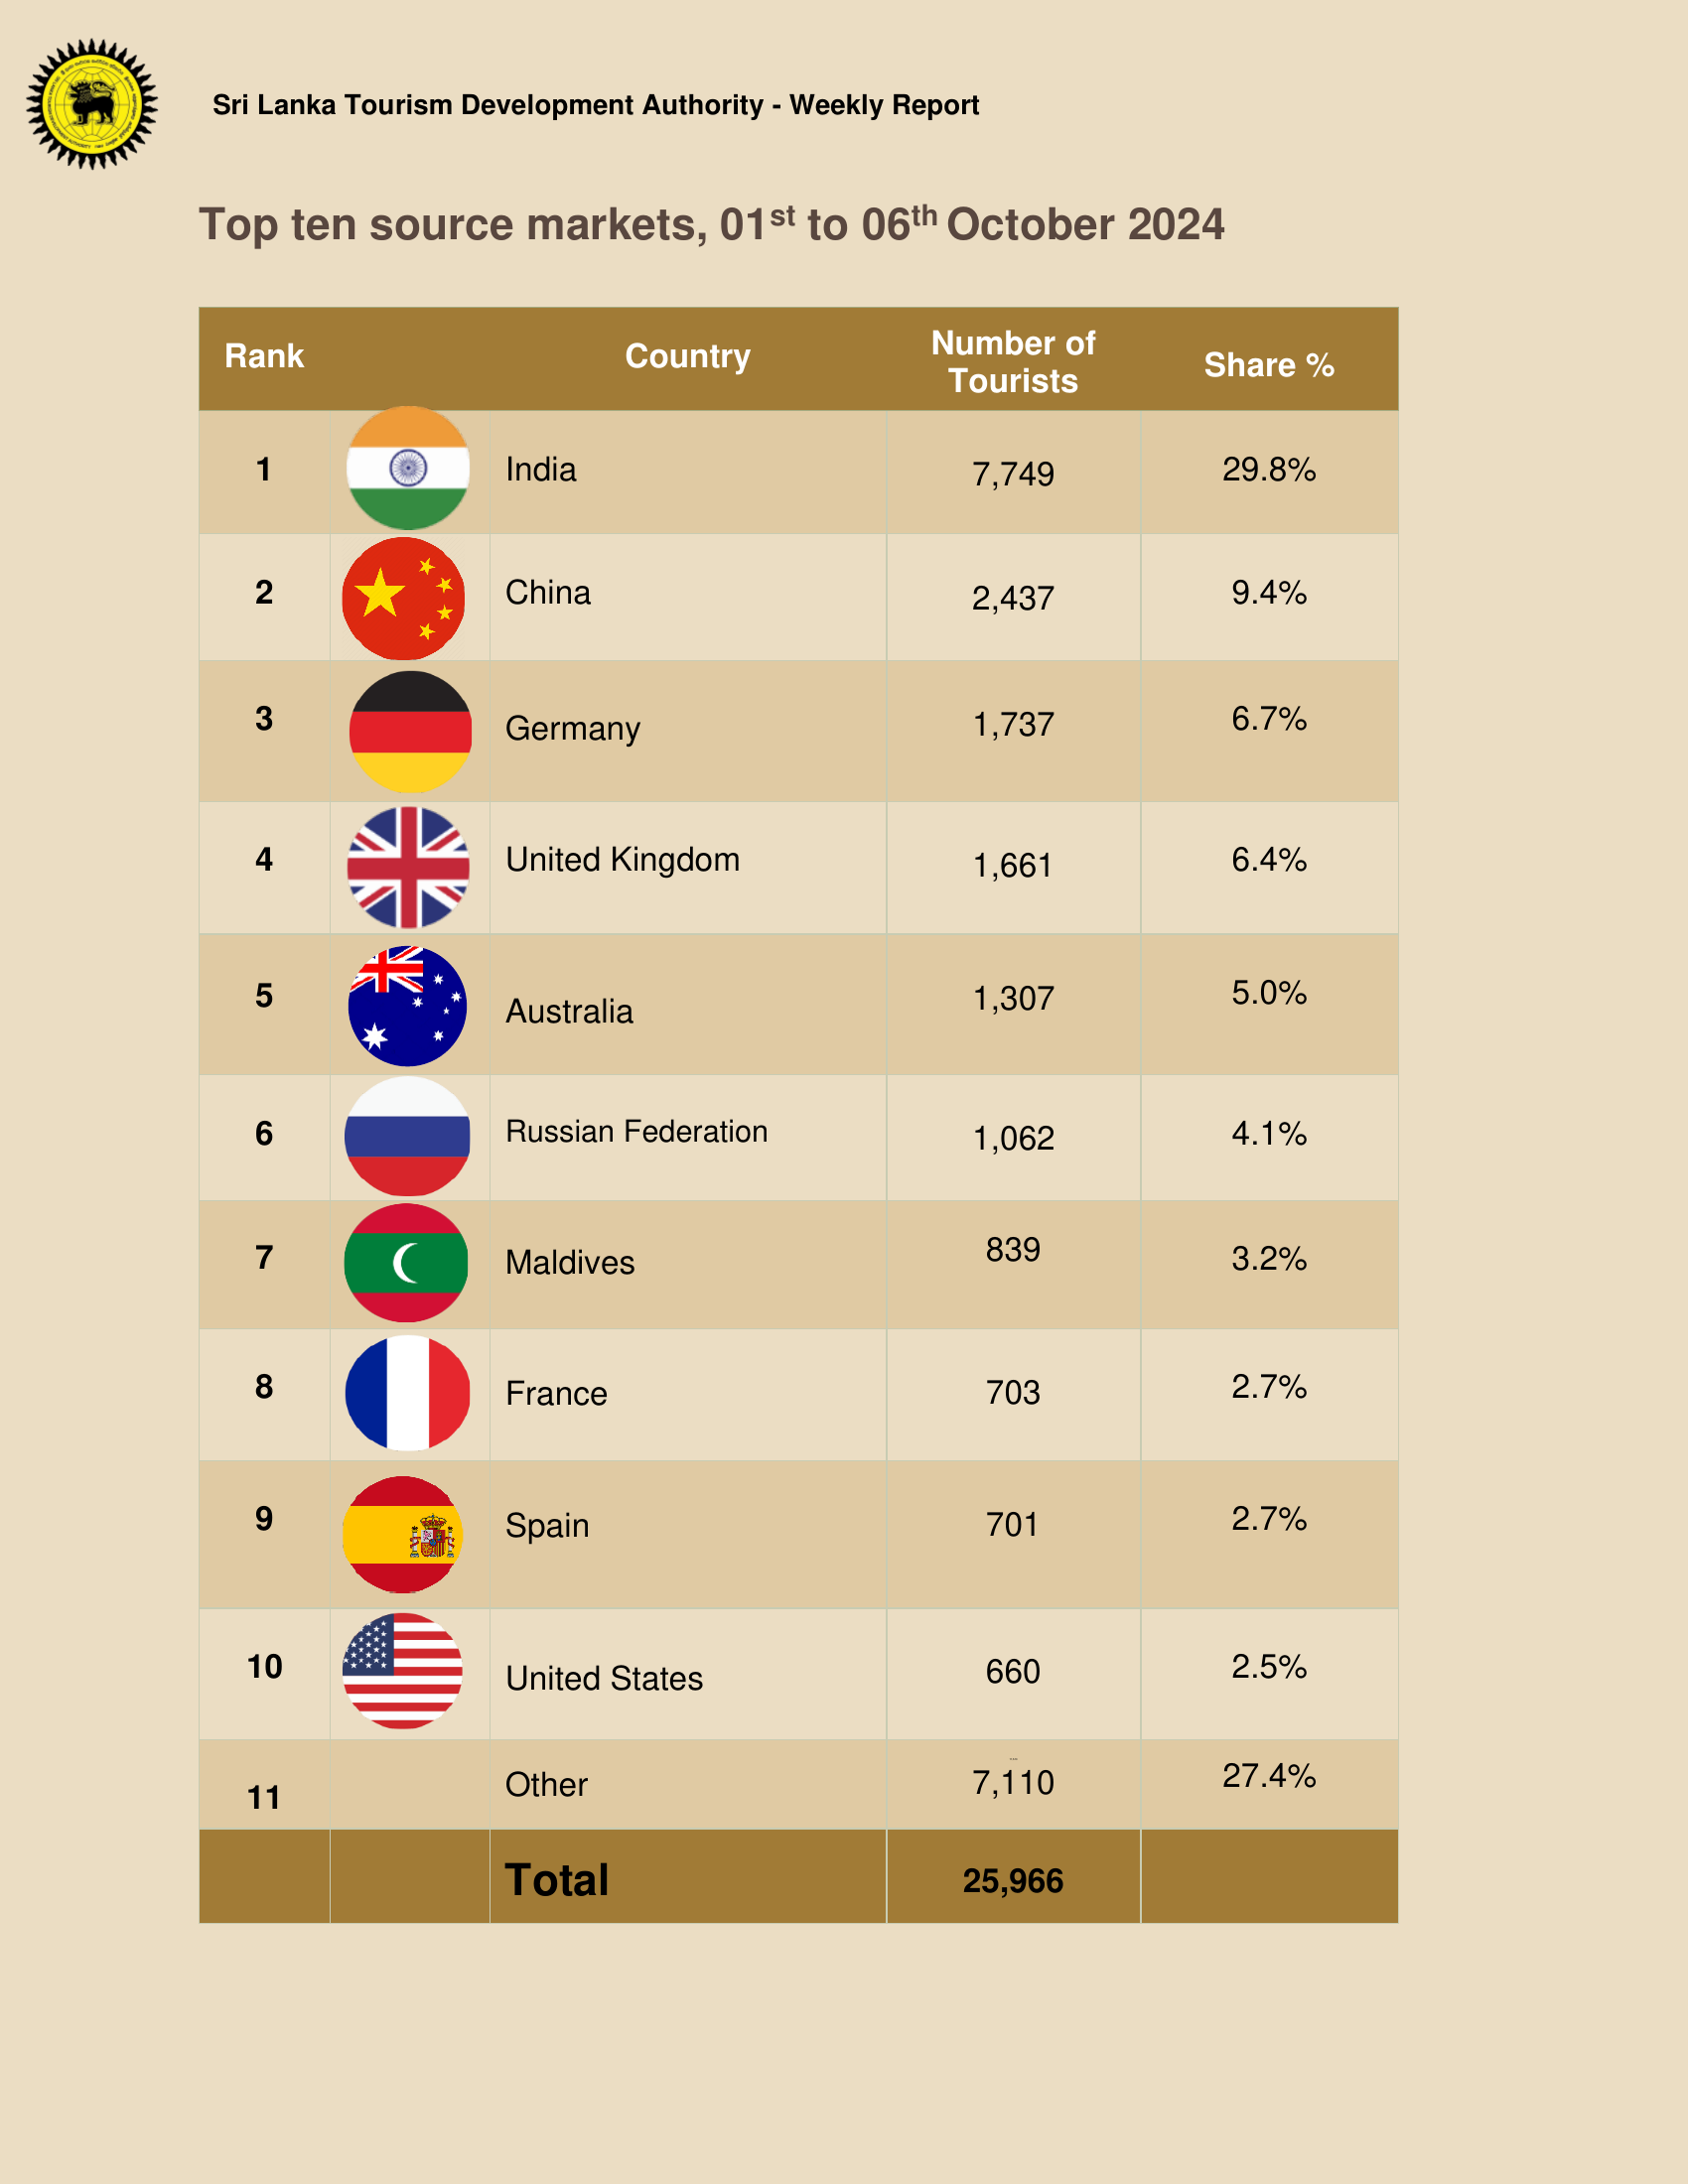 Sri Lanka Tourism Development Authority - Weekly Report
Top ten source markets, 01st to 06th October 2024
Rank Country Number of Tourists Share %
1 India 7,749 29.8%
2 China 2,437 9.4%
3 Germany 1,737 6.7%
4 United Kingdom 1,661 6.4%
5 Australia 1,307 5.0%
6 Russian Federation 1,062 4.1%
7 Maldives 839 3.2%
8 France 703 2.7%
9 Spain 701 2.7%
10 United States 660 2.5%
11 Other 7,110 27.4%
Total 25,966